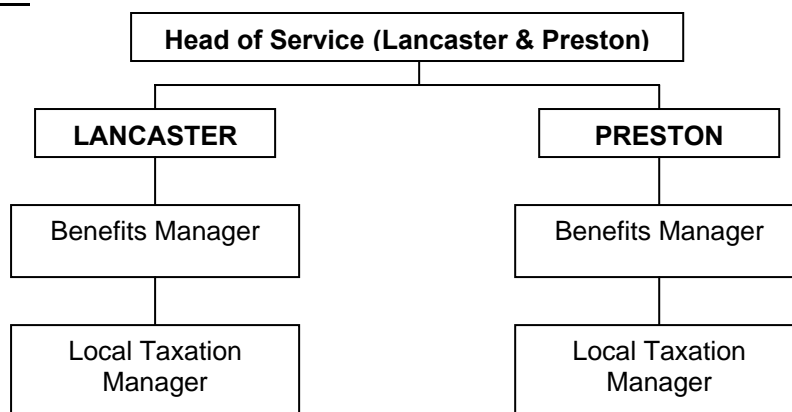 Head of Service (Lancaster & Preston)
LANCASTER
PRESTON
Benefits Manager
Benefits Manager
Local Taxation
Manager
Local Taxation
Manager